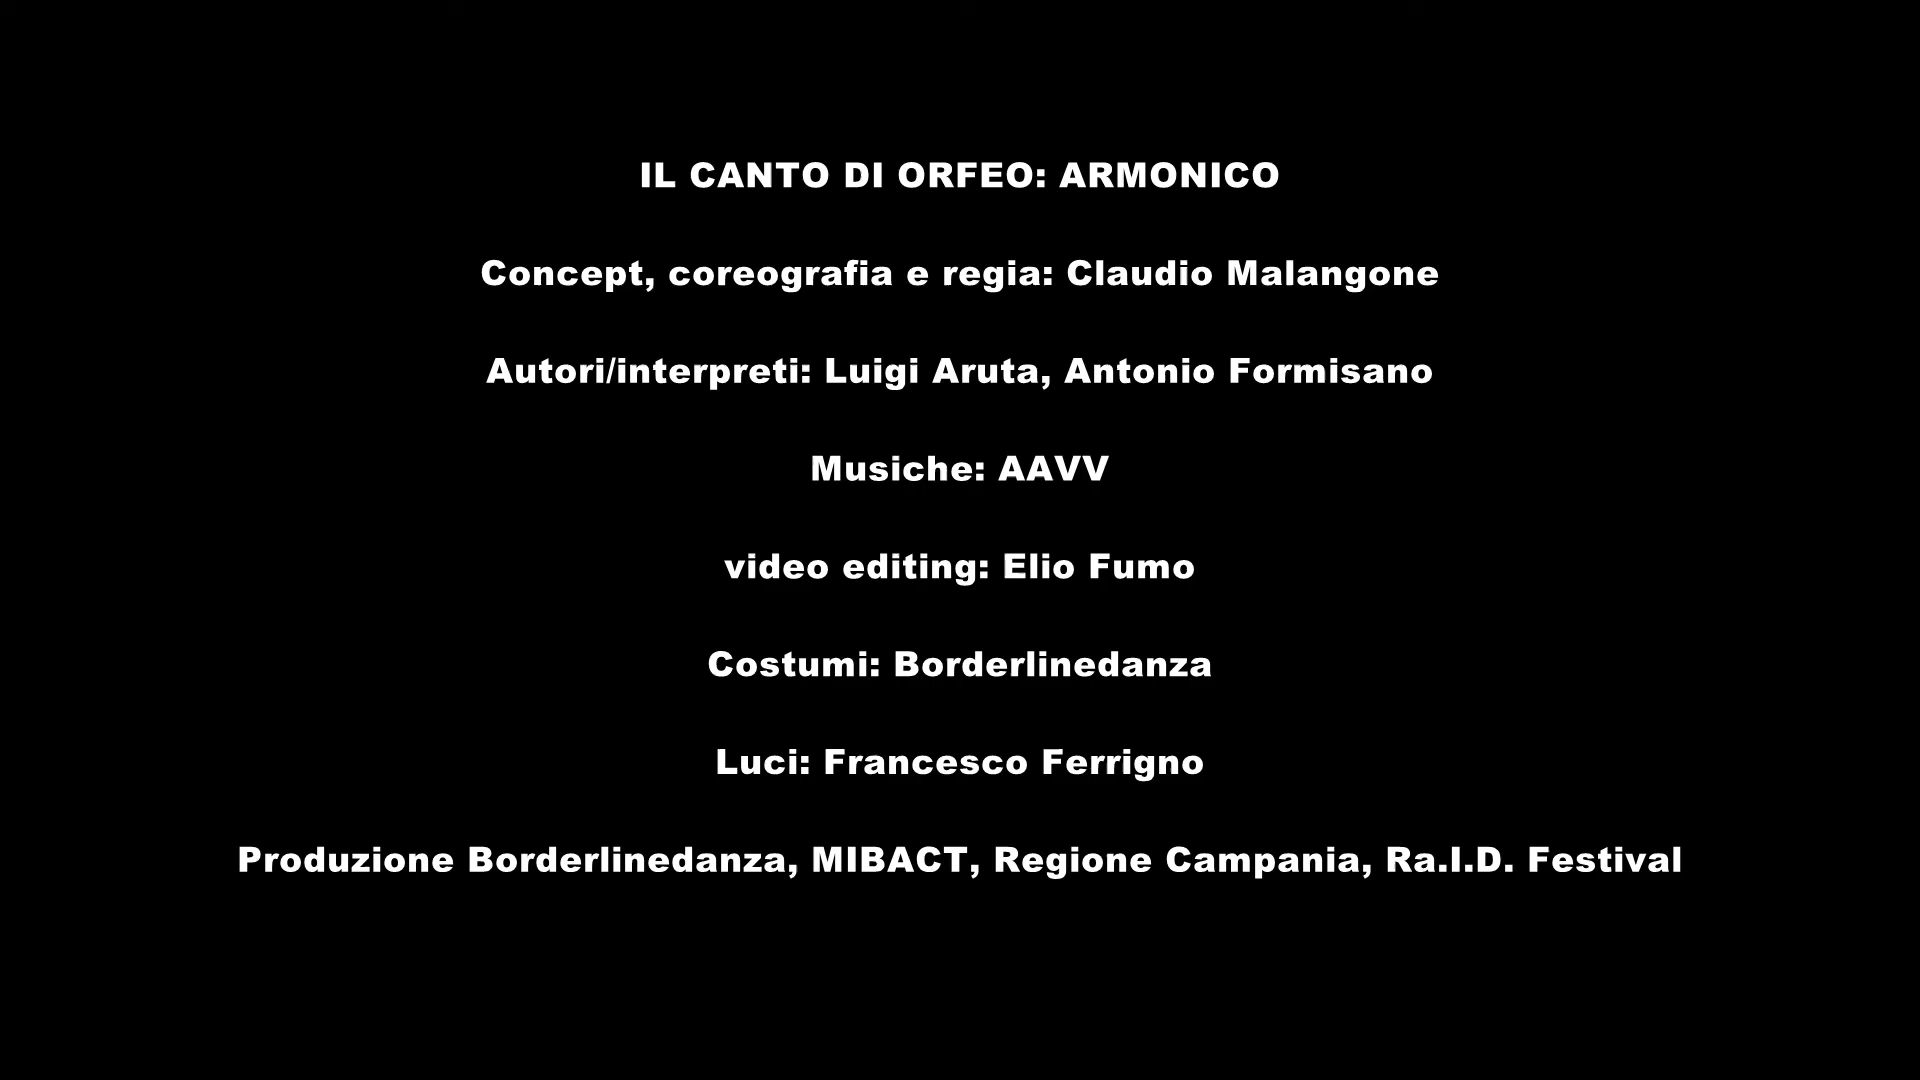 IL CANTO DI ORFEO: ARMONICO
Concept, coreografia e regia: Claudio Malangone
Autori/interpreti: Luigi Aruta, Antonio Formisano
Musiche: AAVV
video editing: Elio Fumo
Costumi: Borderlinedanza
Luci: Francesco Ferrigno
Produzione Borderlinedanza, MIBACT, Regione Campania, Ra.I.D. Festival